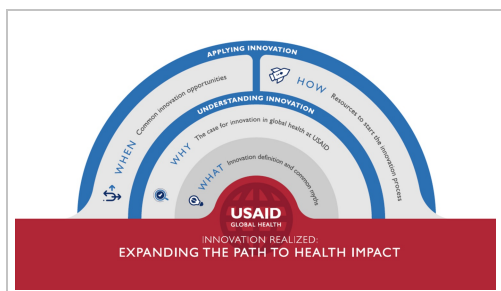 APPLYING INNOVATION
WHEN Common innovation opportunities
HOW Resources to start the innovation process
UNDERSTANDING INNOVATION
WHY The case for innovation in global health at USAID
WHAT Innovation definition and common myths
USAID
GLOBAL HEALTH
INNOVATION REALIZED:
EXPANDING THE PATH TO HEALTH IMPACT